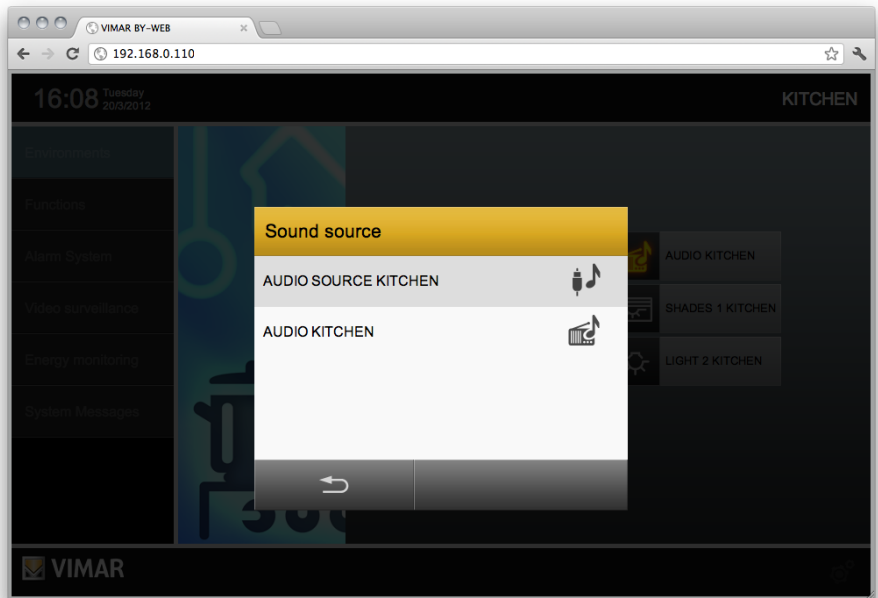 VIMAR BY-WEB
192.168.0.110
16:08
Tuesday
20/3/2012
KITCHEN
Environments
Functions
Alarm System
Video surveillance
Energy monitoring
System Messages
Sound source
AUDIO SOURCE KITCHEN
AUDIO KITCHEN
AUDIO KITCHEN
SHADES 1 KITCHEN
LIGHT 2 KITCHEN
VIMAR